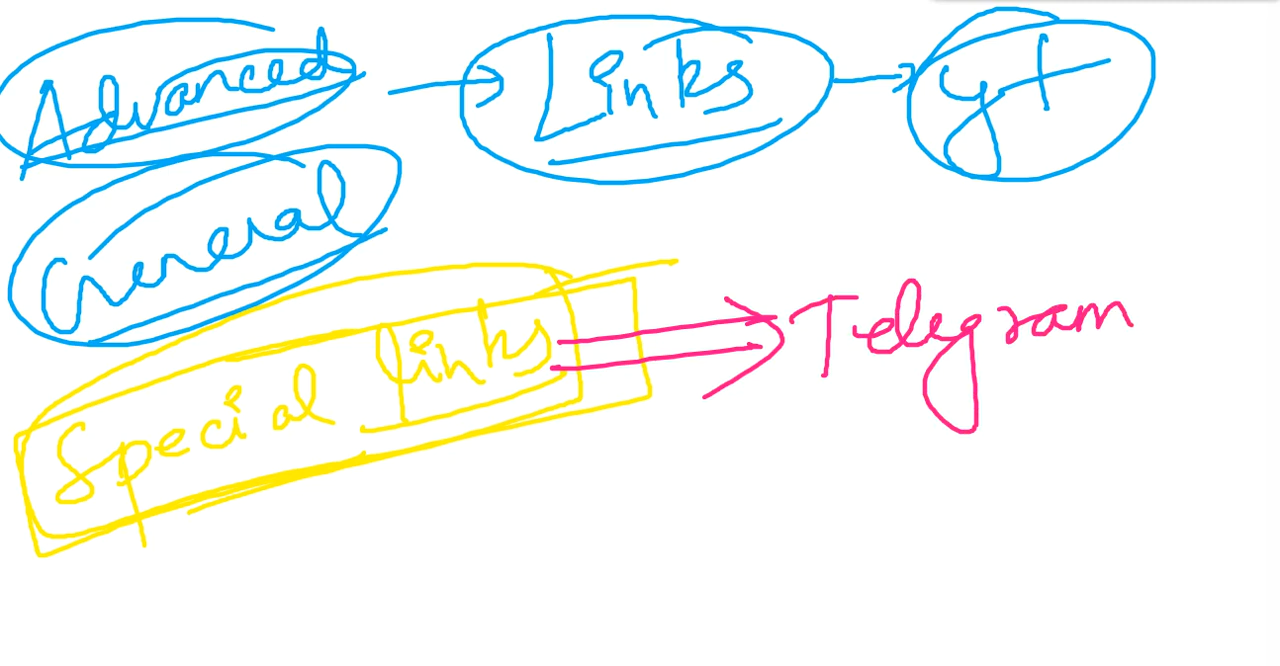 Advanced → Links → yt
General
Special links → Telegram